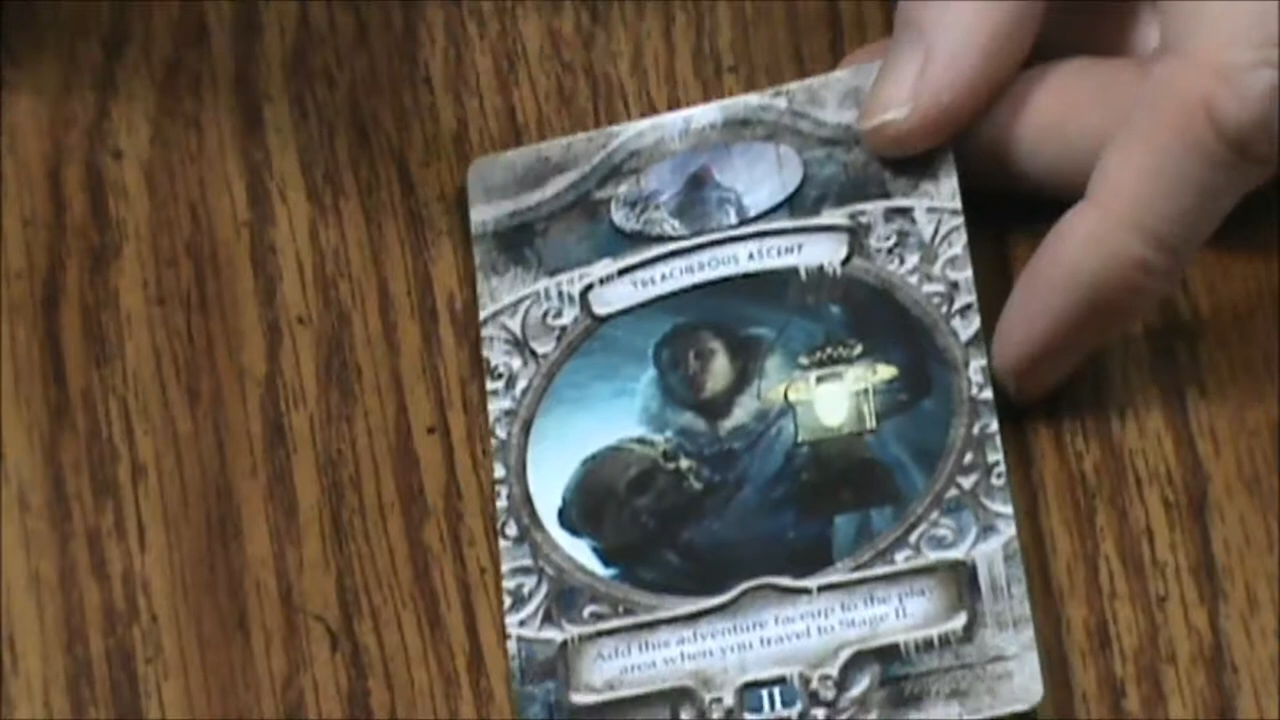 TREACHEROUS ASCENT
Add this adventure faceup to the play
area when you travel to Stage II.
II